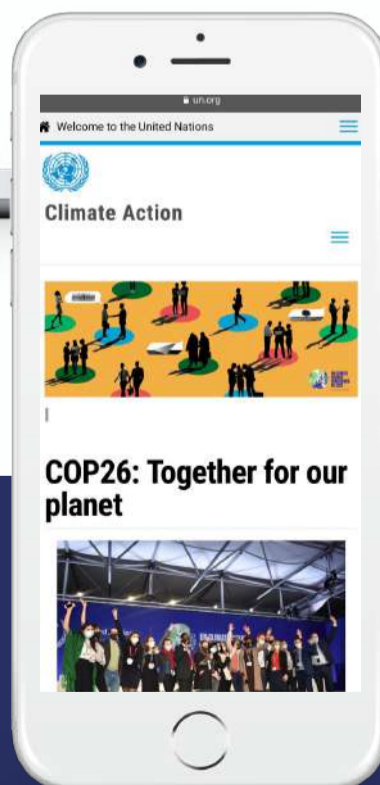 un.org
Welcome to the United Nations
Climate Action
COP26: Together for our
planet